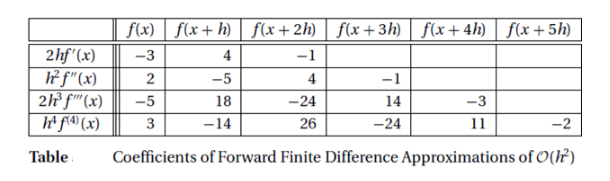 f(x) f(x + h) f(x + 2h) f(x + 3h) f(x + 4h) f(x + 5h)
2hf′(x) −3 4 −1
h²f″(x) 2 −5 4 −1
2h³f‴(x) −5 18 −24 14 −3
h⁴f⁽⁴⁾(x) 3 −14 26 −24 11 −2
Table Coefficients of Forward Finite Difference Approximations of 𝒪(h²)